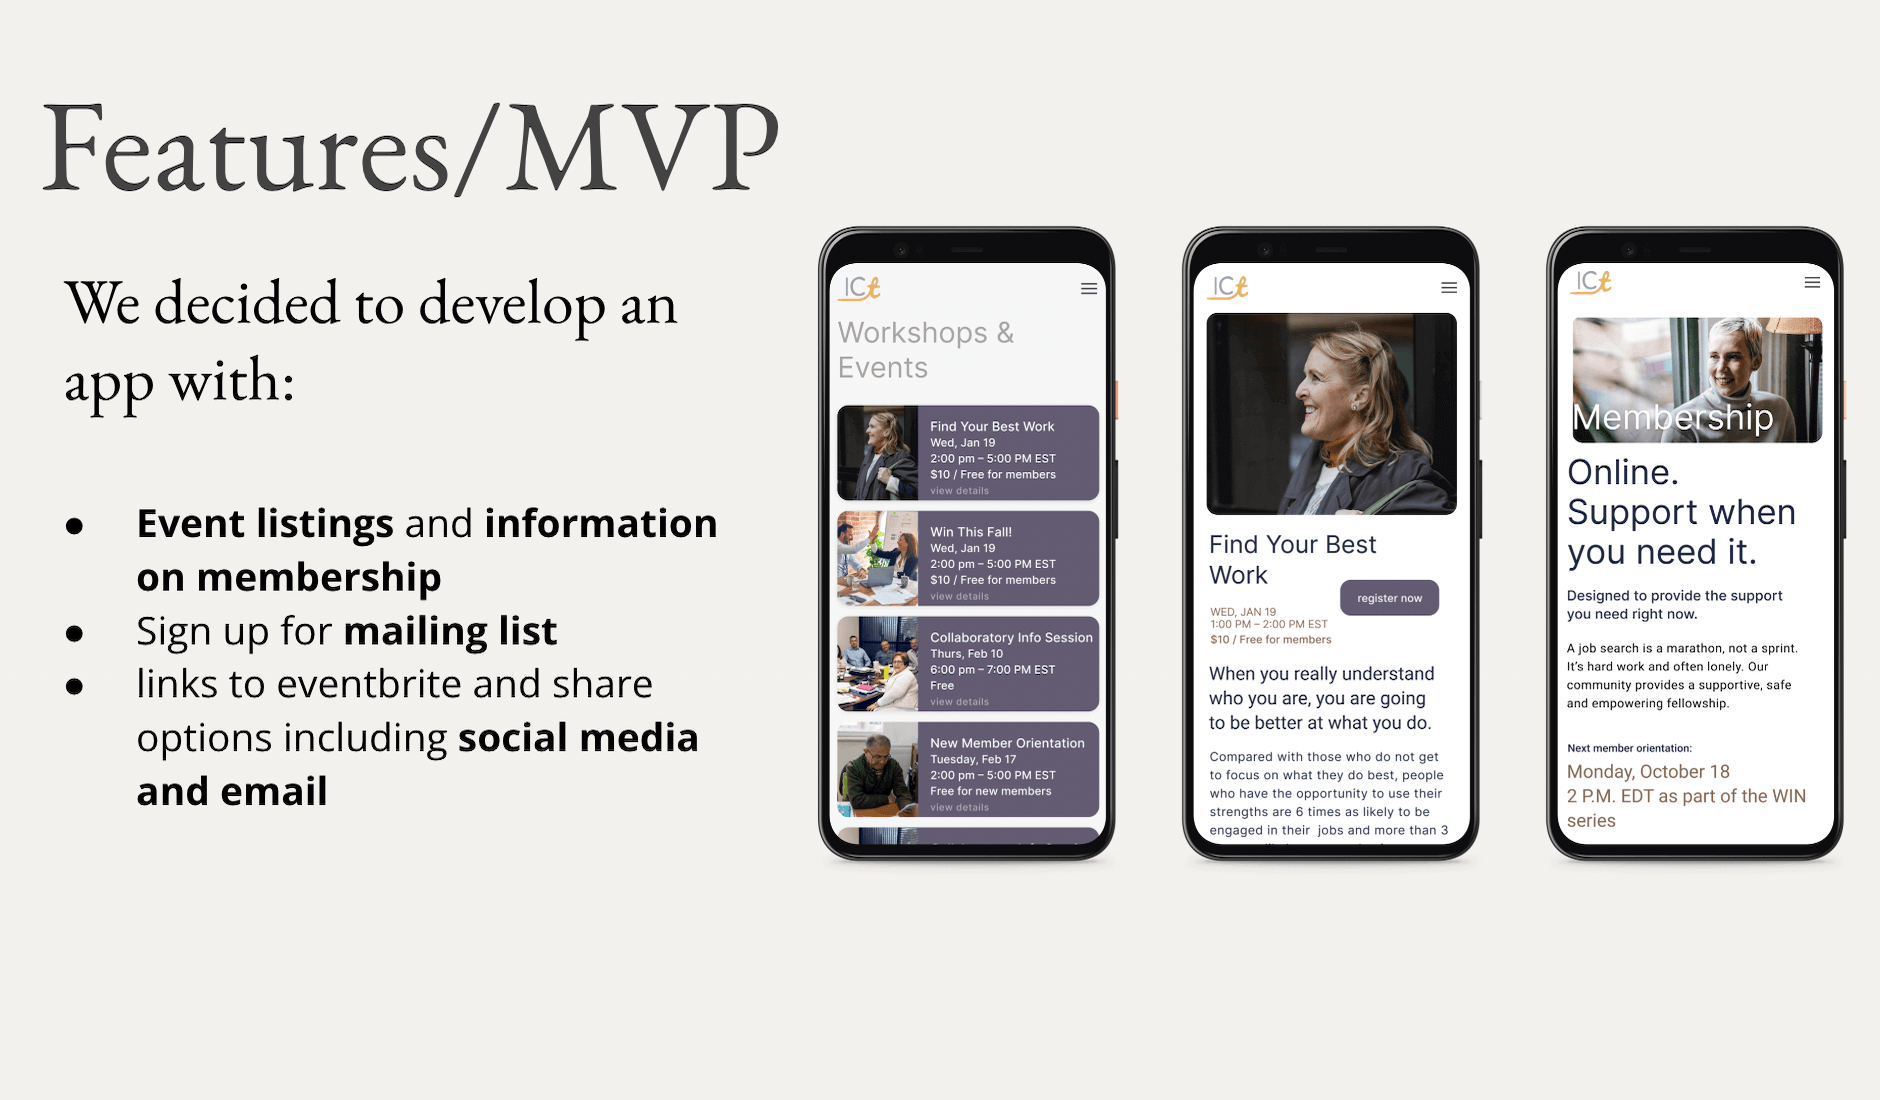 Features/MVP
We decided to develop an
app with:
● Event listings and information
on membership
● Sign up for mailing list
● links to eventbrite and share
options including social media
and email
ICt
Workshops &
Events
Find Your Best Work
Wed, Jan 19
2:00 pm – 5:00 PM EST
$10 / Free for members
view details
Win This Fall!
Wed, Jan 19
2:00 pm – 5:00 PM EST
$10 / Free for members
view details
Collaboratory Info Session
Thurs, Feb 10
6:00 pm – 7:00 PM EST
Free
view details
New Member Orientation
Tuesday, Feb 17
2:00 pm – 5:00 PM EST
Free for new members
view details
ICt
Find Your Best
Work
register now
WED, JAN 19
1:00 PM – 2:00 PM EST
$10 / Free for members
When you really understand
who you are, you are going
to be better at what you do.
Compared with those who do not get
to focus on what they do best, people
who have the opportunity to use their
strengths are 6 times as likely to be
engaged in their jobs and more than 3
ICt
Membership
Online.
Support when
you need it.
Designed to provide the support
you need right now.
A job search is a marathon, not a sprint.
It's hard work and often lonely. Our
community provides a supportive, safe
and empowering fellowship.
Next member orientation:
Monday, October 18
2 P.M. EDT as part of the WIN
series